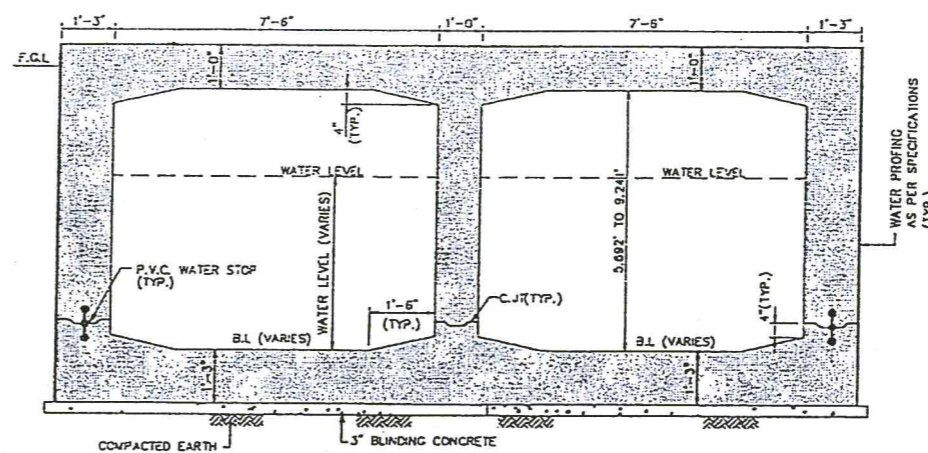 1'-3" 7'-6" 1'-0" 7'-6" 1'-3"
F.G.L
1'-0"
1'-0"
4"
(TYP.)
WATER LEVEL
WATER LEVEL
WATER LEVEL (VARIES)
5.692' TO 9.241'
WATER PROFING
AS PER SPECIFICATIONS
(TYP.)
P.V.C. WATER STOP
(TYP.)
1'-6"
(TYP.)
C.JT(TYP.)
4"(TYP.)
B.L (VARIES)
B.L (VARIES)
1'-3"
1'-3"
COMPACTED EARTH
3" BLINDING CONCRETE